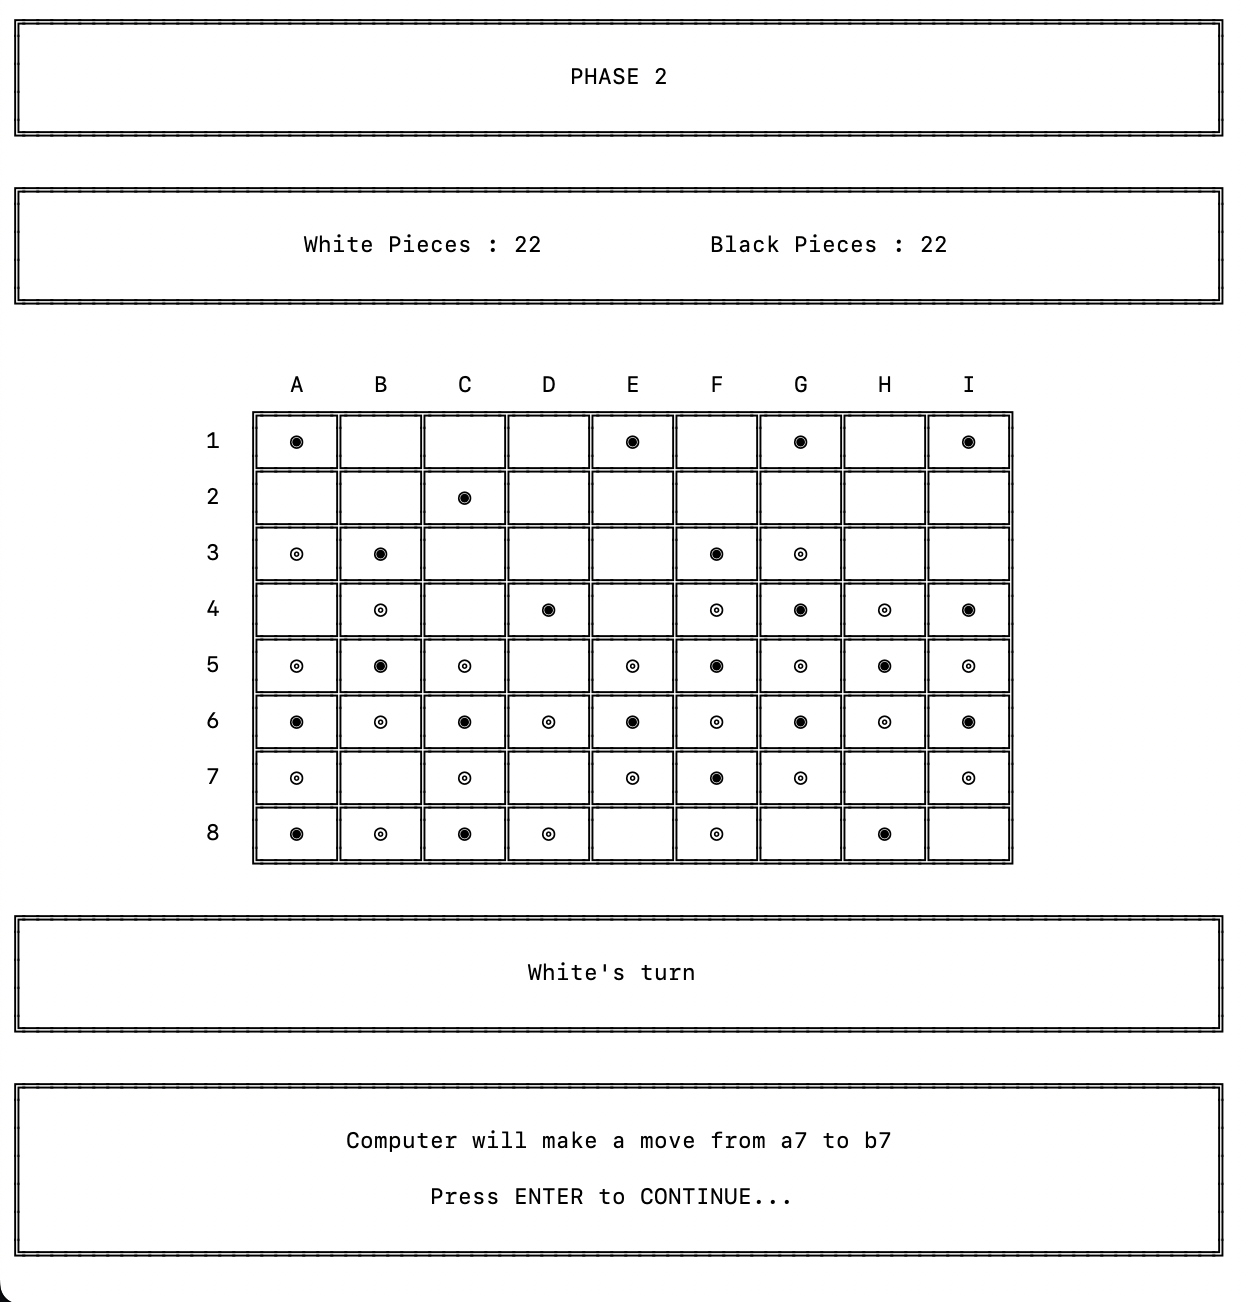 PHASE 2
White Pieces : 22 Black Pieces : 22
A B C D E F G H I
1 ◉ ◉ ◉ ◉
2 ◉
3 ◎ ◉ ◉ ◎
4 ◎ ◉ ◎ ◉ ◎ ◉
5 ◎ ◉ ◎ ◎ ◉ ◎ ◉ ◎
6 ◉ ◎ ◉ ◎ ◉ ◎ ◉ ◎ ◉
7 ◎ ◎ ◎ ◉ ◎ ◎
8 ◉ ◎ ◉ ◎ ◎ ◉
White's turn
Computer will make a move from a7 to b7
Press ENTER to CONTINUE...